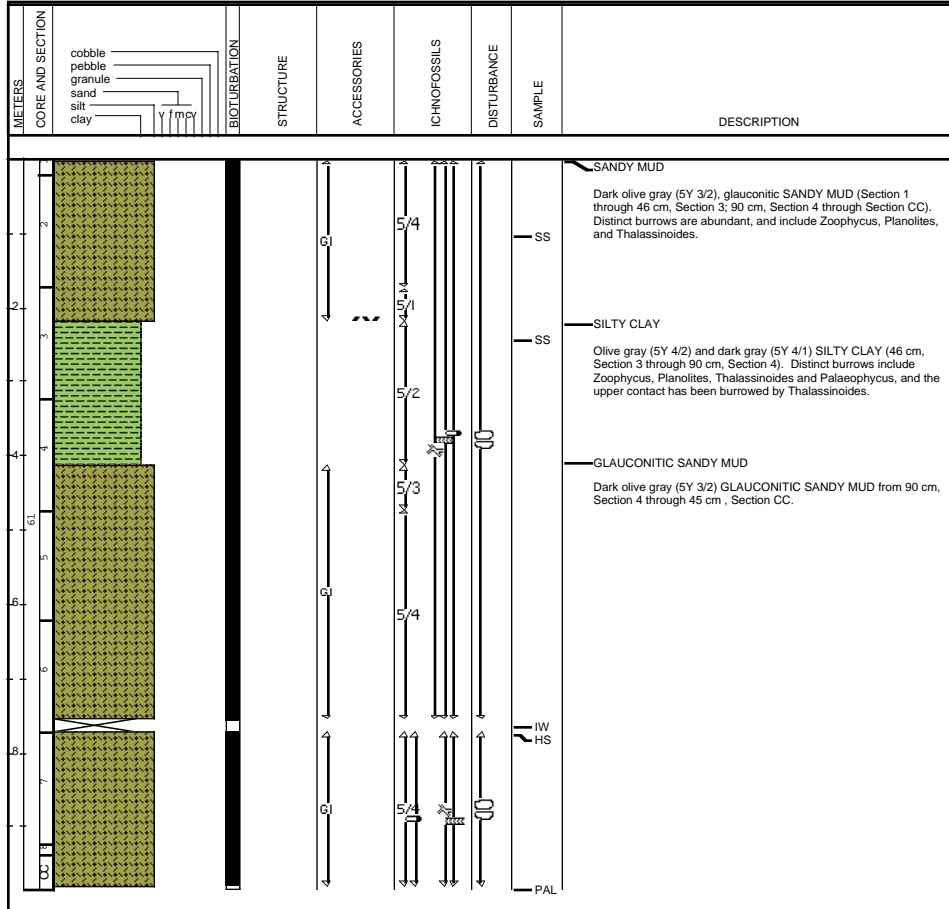 METERS
CORE AND SECTION
cobble
pebble
granule
sand
silt
v f m c v
clay
BIOTURBATION
STRUCTURE
ACCESSORIES
ICHNOFOSSILS
DISTURBANCE
SAMPLE
DESCRIPTION
SANDY MUD
Dark olive gray (5Y 3/2), glauconitic SANDY MUD (Section 1
through 46 cm, Section 3; 90 cm, Section 4 through Section CC).
Distinct burrows are abundant, and include Zoophycus, Planolites,
and Thalassinoides.
1
2
5/4
Gl
SS
2
5/1
SILTY CLAY
3
SS
Olive gray (5Y 4/2) and dark gray (5Y 4/1) SILTY CLAY (46 cm,
Section 3 through 90 cm, Section 4). Distinct burrows include
Zoophycus, Planolites, Thalassinoides and Palaeophycus, and the
upper contact has been burrowed by Thalassinoides.
5/2
4
4
GLAUCONITIC SANDY MUD
5/3
Dark olive gray (5Y 3/2) GLAUCONITIC SANDY MUD from 90 cm,
Section 4 through 45 cm , Section CC.
61
5
Gl
6
5/4
6
IW
HS
8
7
Gl
5/4
8
CC
PAL